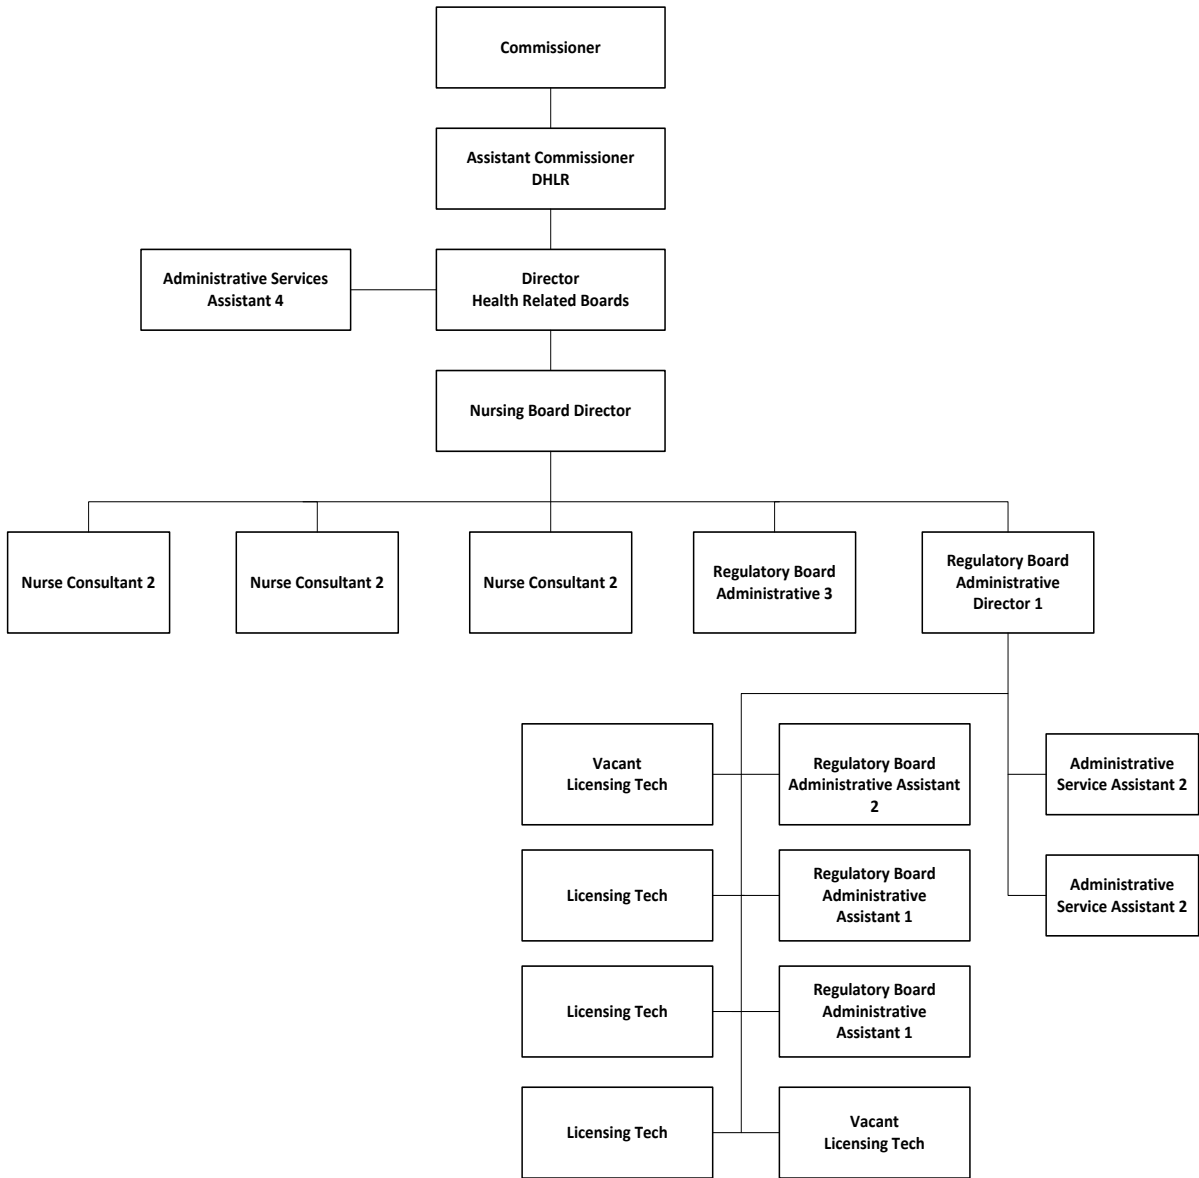 Commissioner
Assistant Commissioner
DHLR
Administrative Services
Assistant 4
Director
Health Related Boards
Nursing Board Director
Nurse Consultant 2
Nurse Consultant 2
Nurse Consultant 2
Regulatory Board
Administrative 3
Regulatory Board
Administrative
Director 1
Vacant
Licensing Tech
Regulatory Board
Administrative Assistant
2
Administrative
Service Assistant 2
Licensing Tech
Regulatory Board
Administrative
Assistant 1
Administrative
Service Assistant 2
Licensing Tech
Regulatory Board
Administrative
Assistant 1
Licensing Tech
Vacant
Licensing Tech